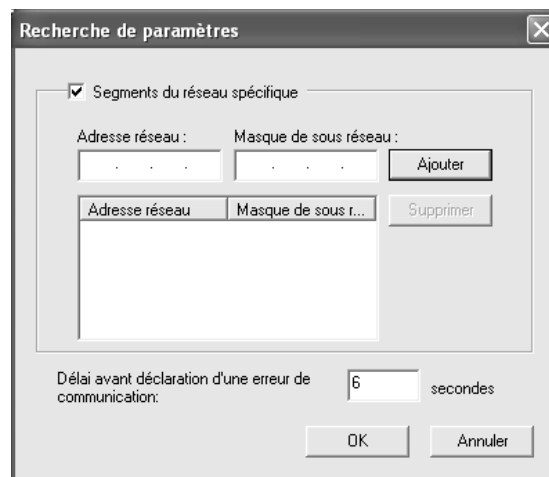 Recherche de paramètres
Segments du réseau spécifique
Adresse réseau : Masque de sous réseau :
. . . . . . Ajouter
Adresse réseau Masque de sous r... Supprimer
Délai avant déclaration d'une erreur de
communication:
6 secondes
OK Annuler